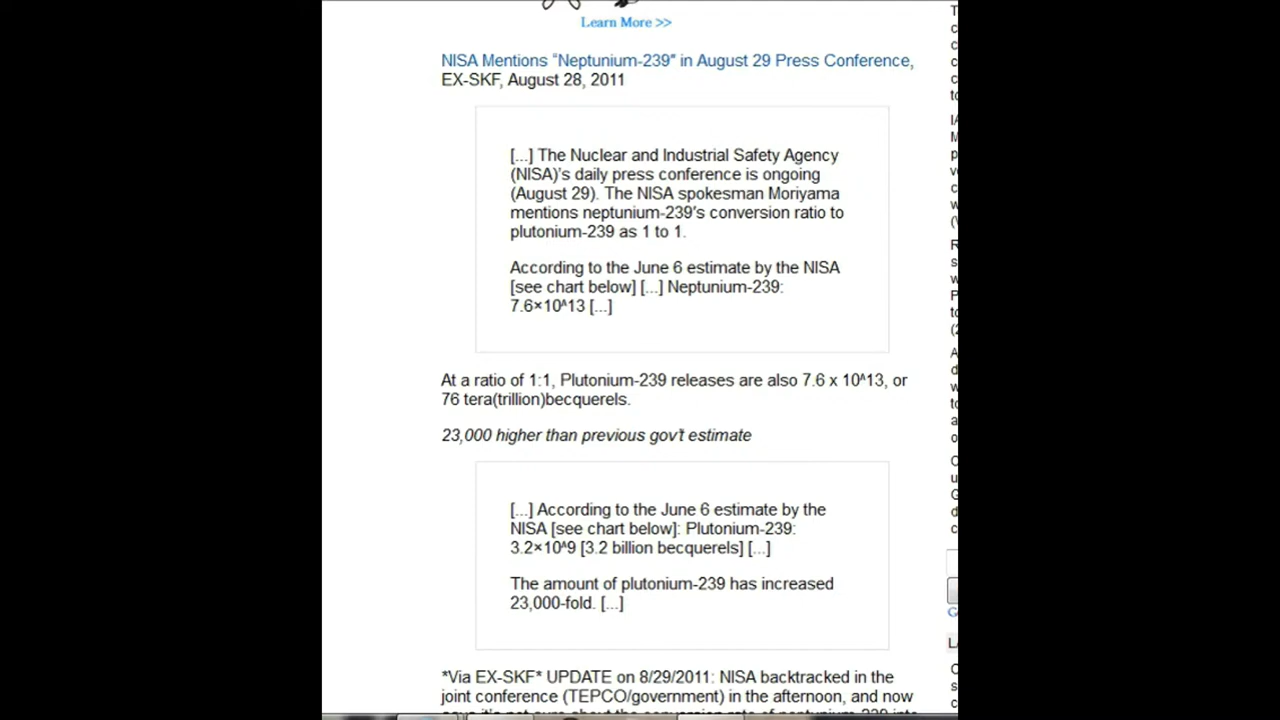 Learn More >>
NISA Mentions “Neptunium-239″ in August 29 Press Conference,
EX-SKF, August 28, 2011
[...] The Nuclear and Industrial Safety Agency
(NISA)’s daily press conference is ongoing
(August 29). The NISA spokesman Moriyama
mentions neptunium-239′s conversion ratio to
plutonium-239 as 1 to 1.
According to the June 6 estimate by the NISA
[see chart below] [...] Neptunium-239:
7.6×10^13 [...]
At a ratio of 1:1, Plutonium-239 releases are also 7.6 x 10^13, or
76 tera(trillion)becquerels.
23,000 higher than previous gov’t estimate
[...] According to the June 6 estimate by the
NISA [see chart below]: Plutonium-239:
3.2×10^9 [3.2 billion becquerels] [...]
The amount of plutonium-239 has increased
23,000-fold. [...]
*Via EX-SKF* UPDATE on 8/29/2011: NISA backtracked in the
joint conference (TEPCO/government) in the afternoon, and now